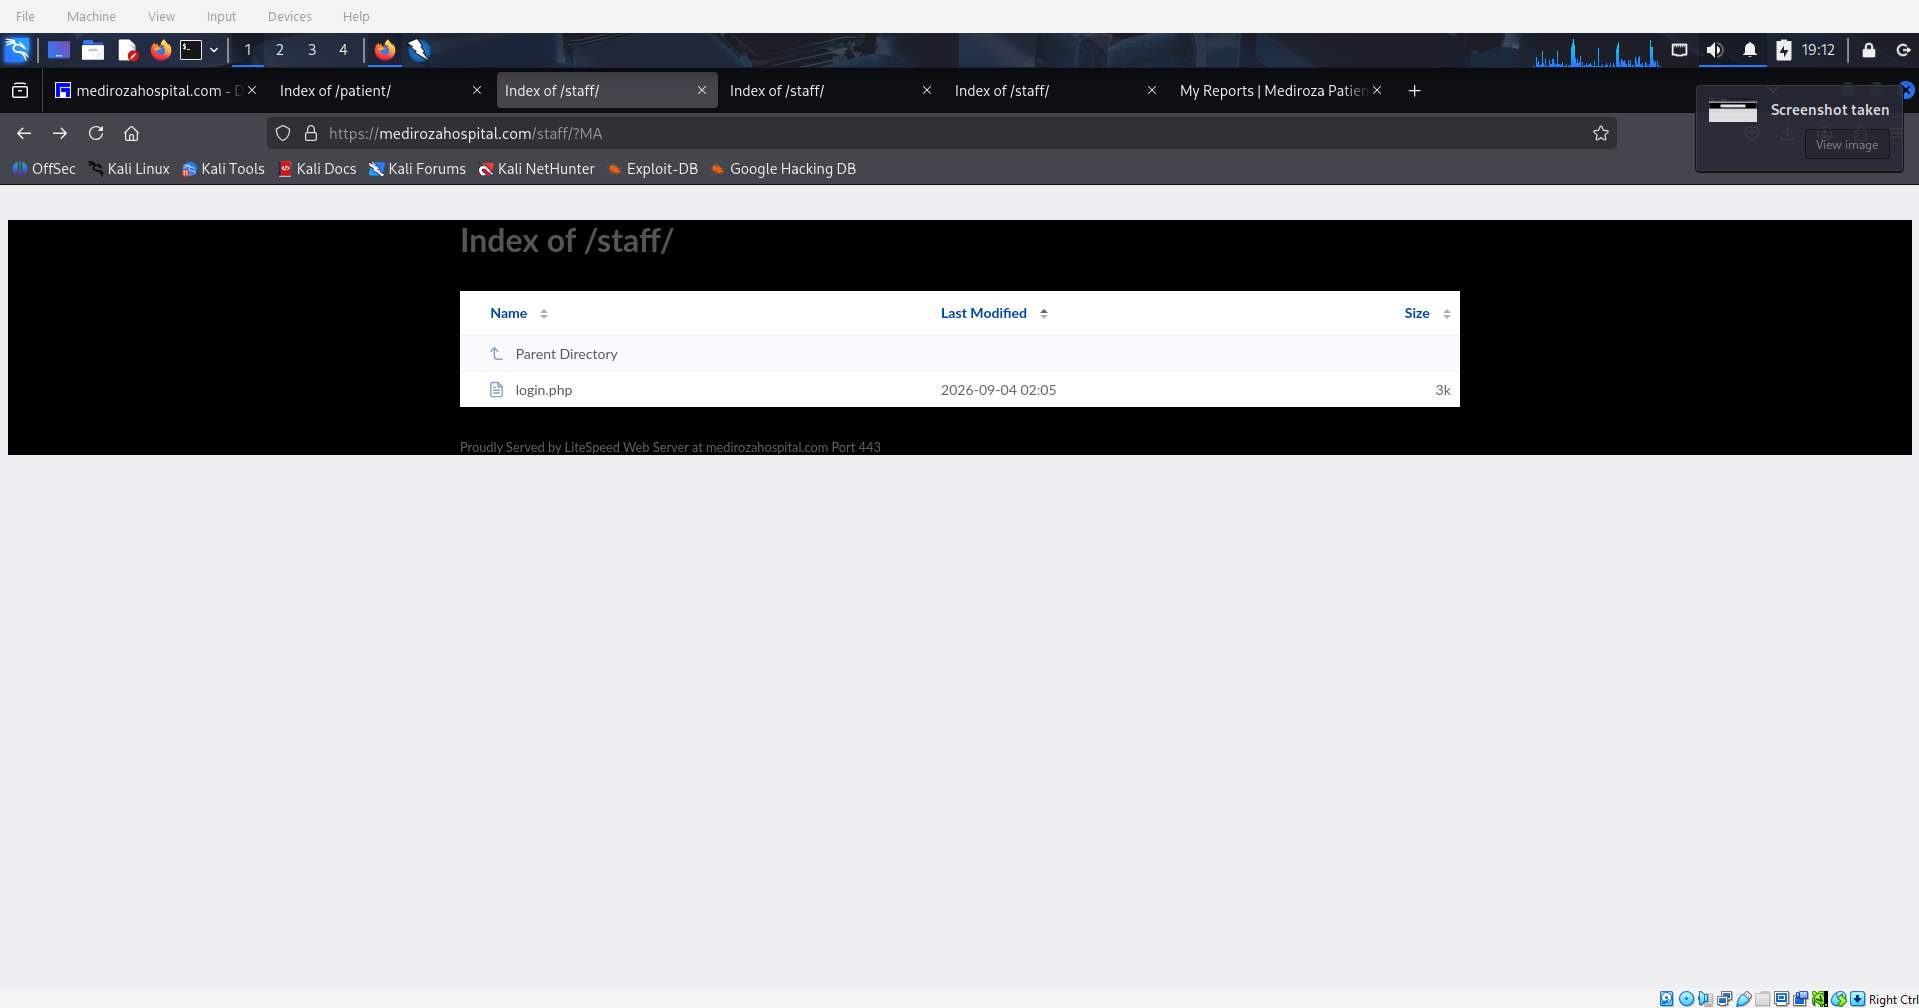 File Machine View Input Devices Help
1 2 3 4 19:12
medirozahospital.com - D Index of /patient/ Index of /staff/ Index of /staff/ Index of /staff/ My Reports | Mediroza Patien
Screenshot taken
https://medirozahospital.com/staff/?MA
View image
OffSec Kali Linux Kali Tools Kali Docs Kali Forums Kali NetHunter Exploit-DB Google Hacking DB
Index of /staff/
Name Last Modified Size
Parent Directory
login.php 2026-09-04 02:05 3k
Proudly Served by LiteSpeed Web Server at medirozahospital.com Port 443
Right Ctrl